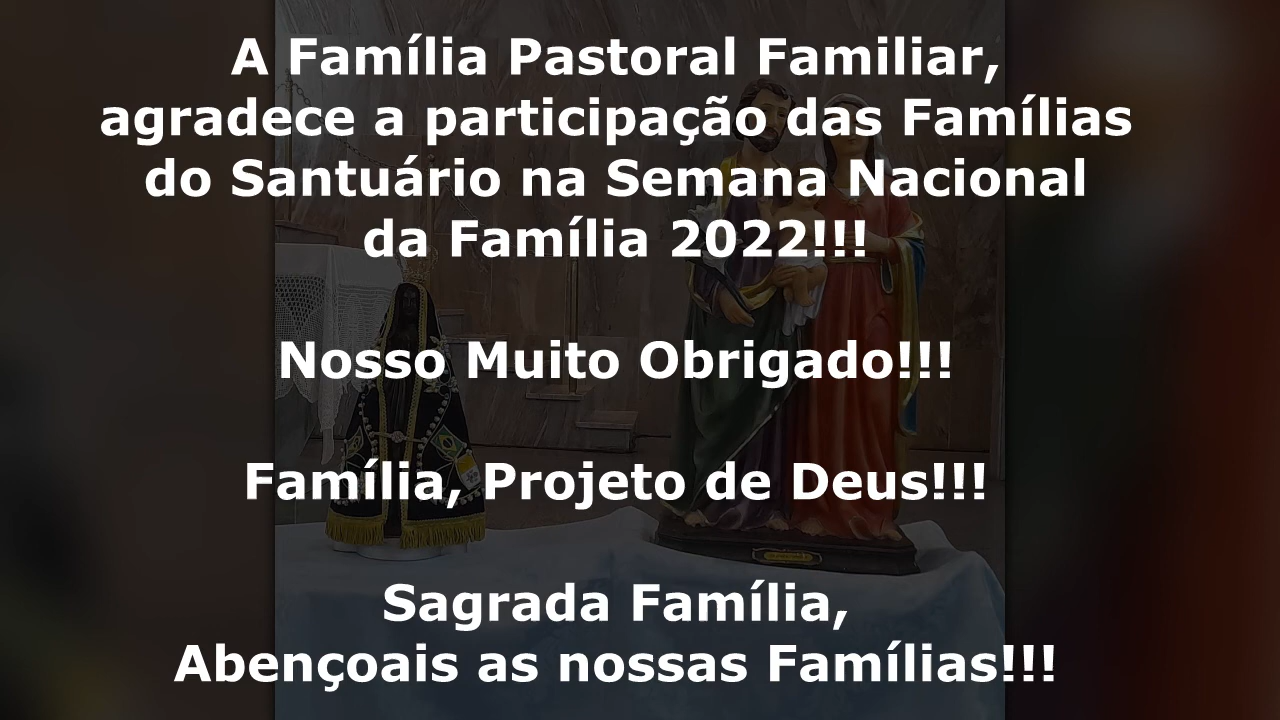 A Família Pastoral Familiar,
agradece a participação das Famílias
do Santuário na Semana Nacional
da Família 2022!!!
Nosso Muito Obrigado!!!
Família, Projeto de Deus!!!
Sagrada Família,
Abençoais as nossas Famílias!!!